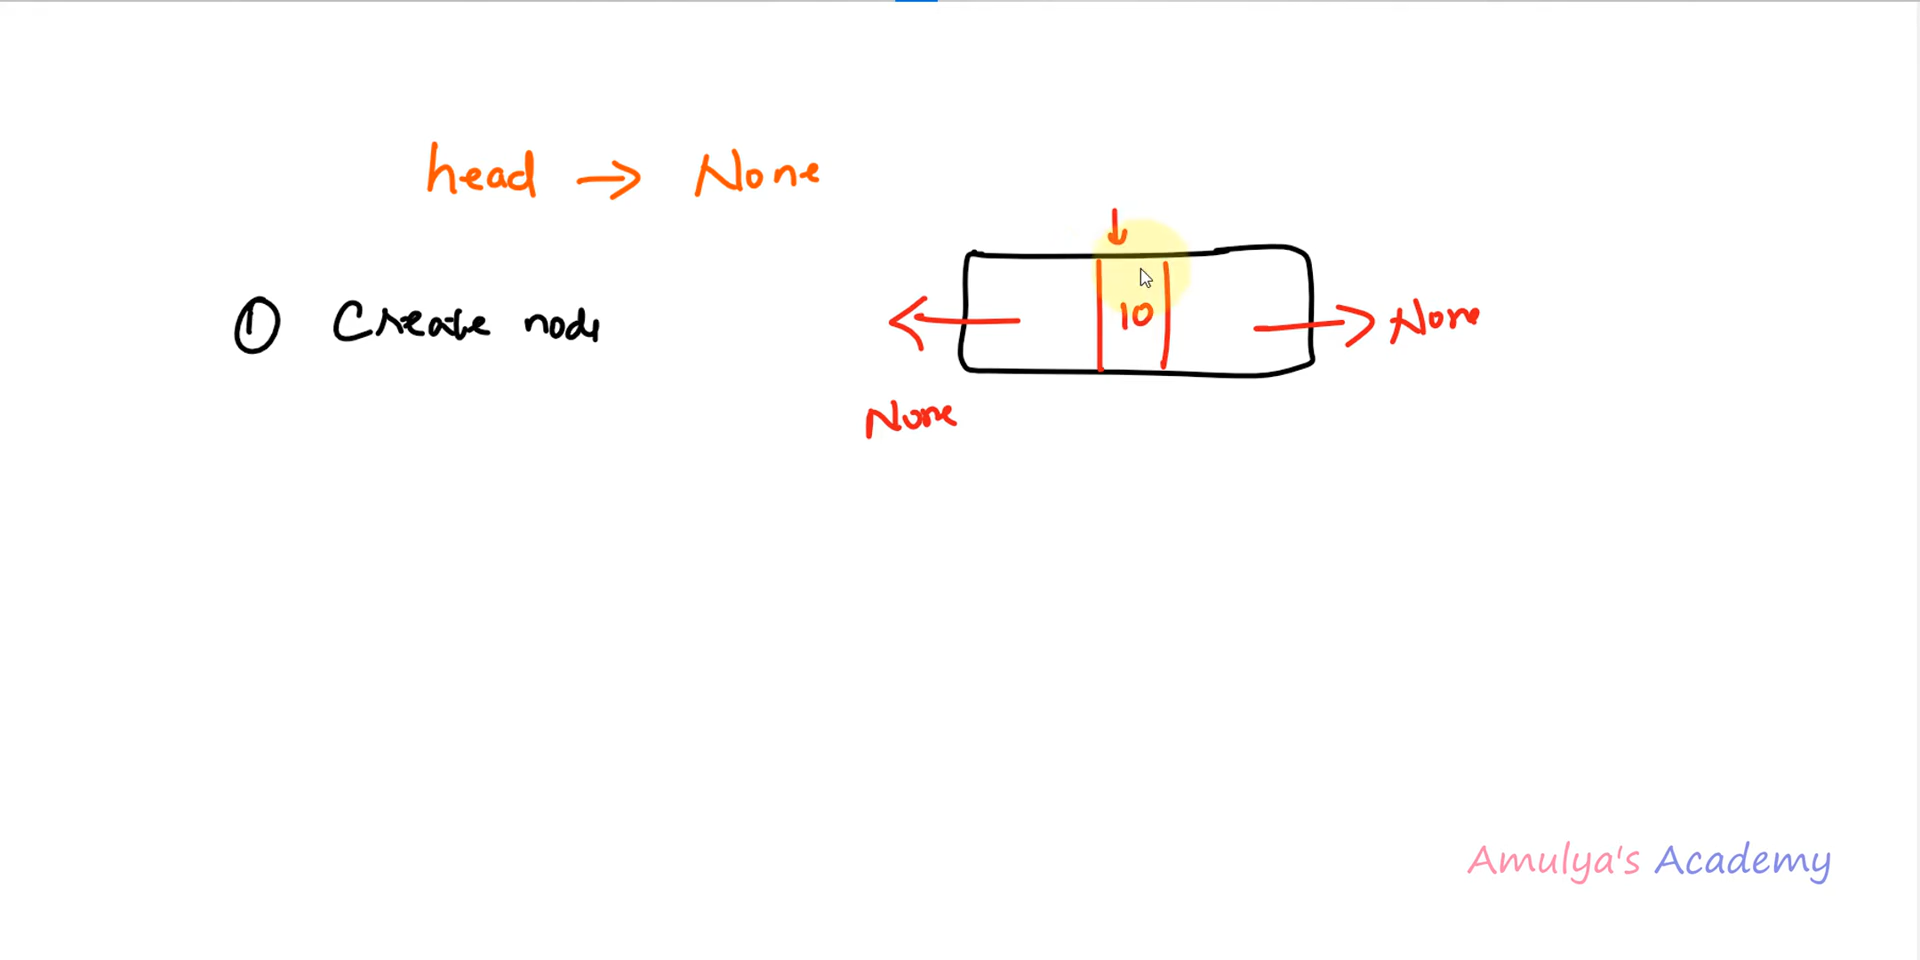 head → None
① Create node
10
None
None
Amulya's Academy